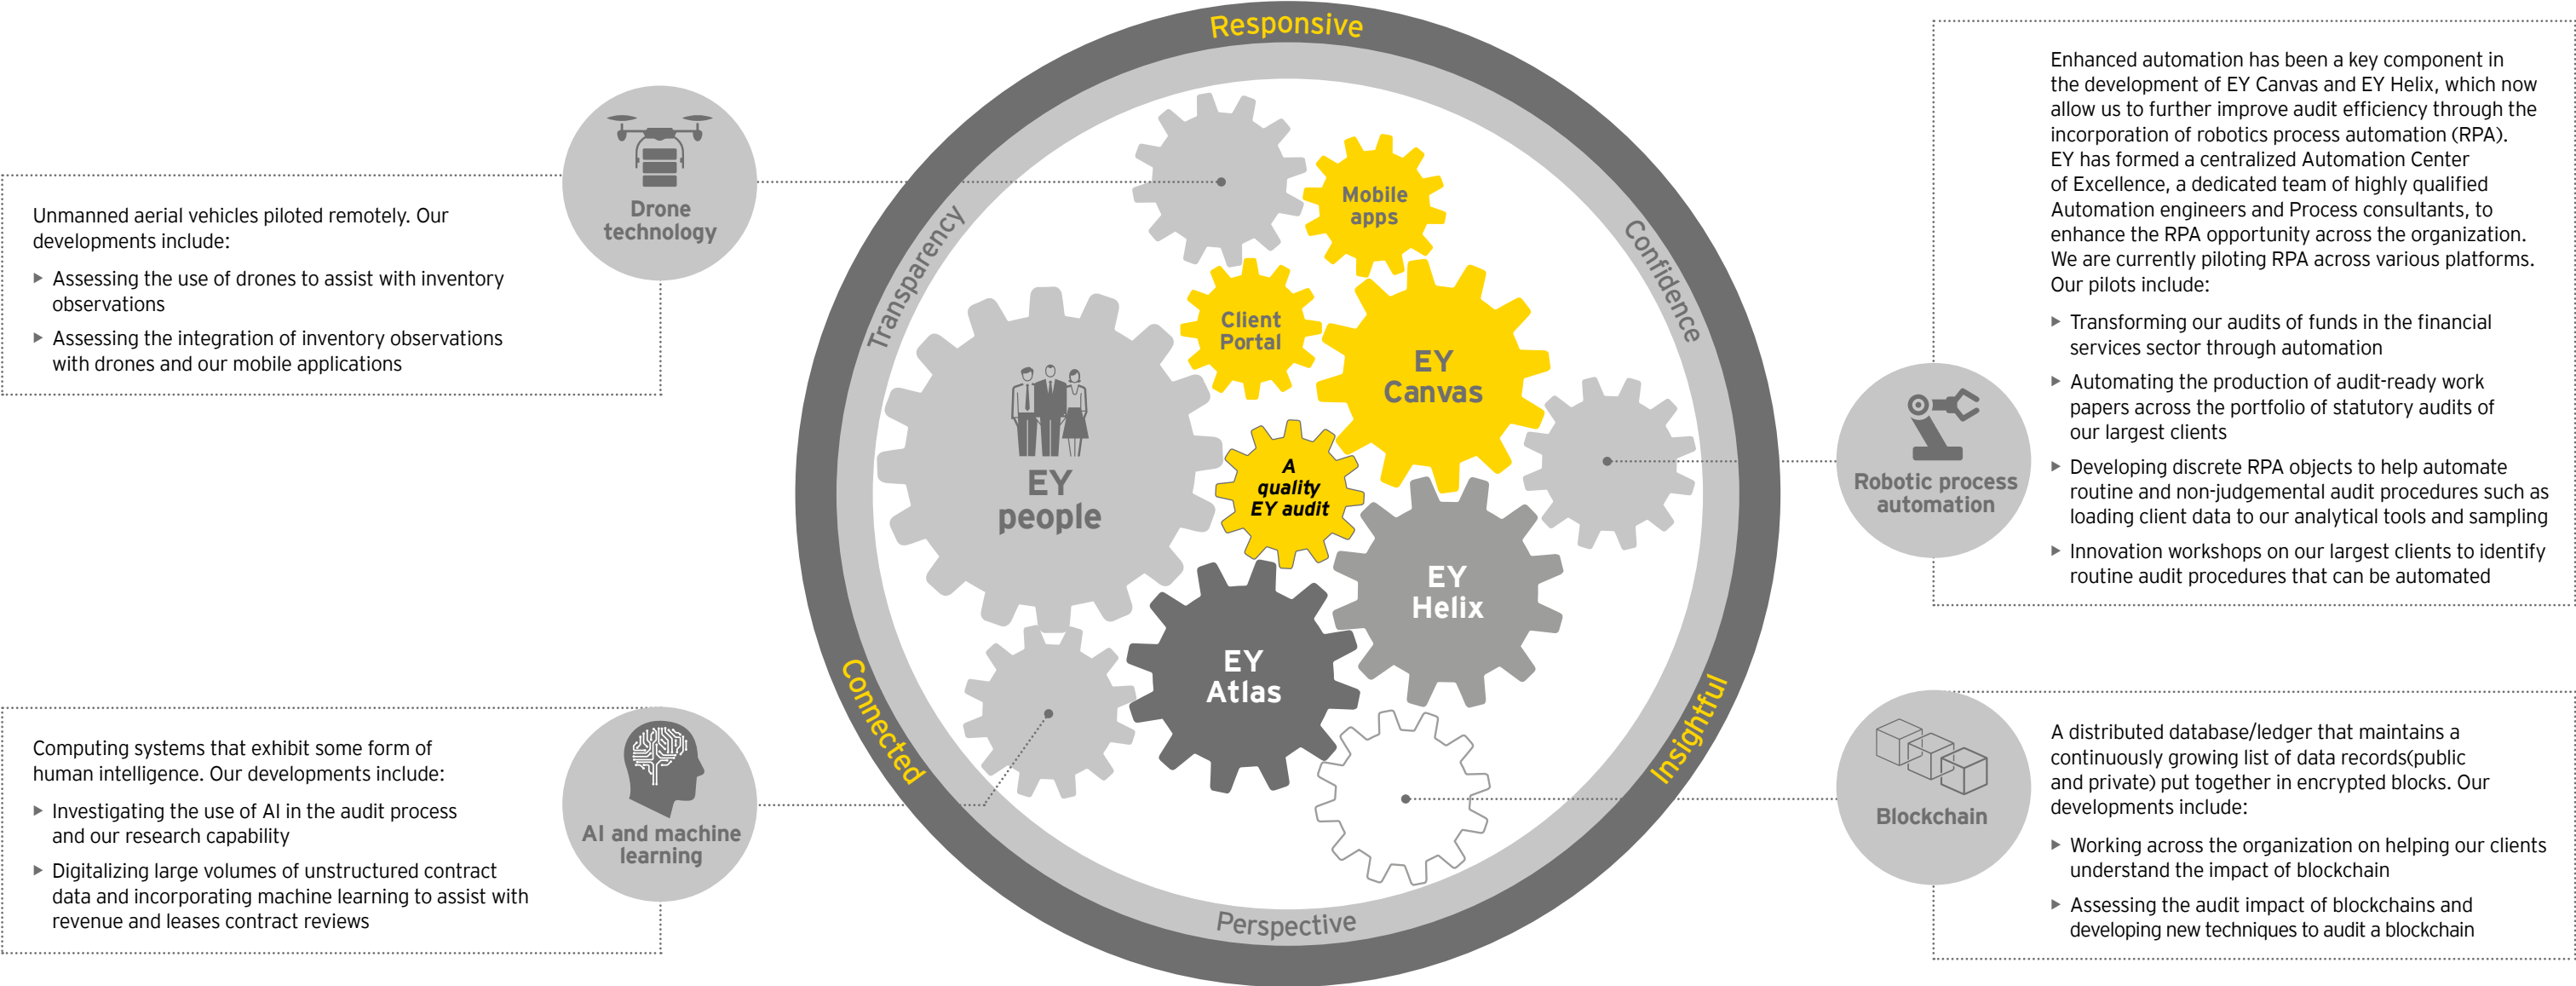 Unmanned aerial vehicles piloted remotely. Our
developments include:
▶ Assessing the use of drones to assist with inventory
observations
▶ Assessing the integration of inventory observations
with drones and our mobile applications
Drone
technology
Computing systems that exhibit some form of
human intelligence. Our developments include:
▶ Investigating the use of AI in the audit process
and our research capability
▶ Digitalizing large volumes of unstructured contract
data and incorporating machine learning to assist with
revenue and leases contract reviews
AI and machine
learning
Responsive
Connected
Insightful
Transparency
Confidence
Perspective
Mobile
apps
Client
Portal
EY
Canvas
EY
people
A
quality
EY audit
EY
Helix
EY
Atlas
Enhanced automation has been a key component in
the development of EY Canvas and EY Helix, which now
allow us to further improve audit efficiency through the
incorporation of robotics process automation (RPA).
EY has formed a centralized Automation Center
of Excellence, a dedicated team of highly qualified
Automation engineers and Process consultants, to
enhance the RPA opportunity across the organization.
We are currently piloting RPA across various platforms.
Our pilots include:
▶ Transforming our audits of funds in the financial
services sector through automation
▶ Automating the production of audit-ready work
papers across the portfolio of statutory audits of
our largest clients
▶ Developing discrete RPA objects to help automate
routine and non-judgemental audit procedures such as
loading client data to our analytical tools and sampling
▶ Innovation workshops on our largest clients to identify
routine audit procedures that can be automated
Robotic process
automation
Blockchain
A distributed database/ledger that maintains a
continuously growing list of data records(public
and private) put together in encrypted blocks. Our
developments include:
▶ Working across the organization on helping our clients
understand the impact of blockchain
▶ Assessing the audit impact of blockchains and
developing new techniques to audit a blockchain